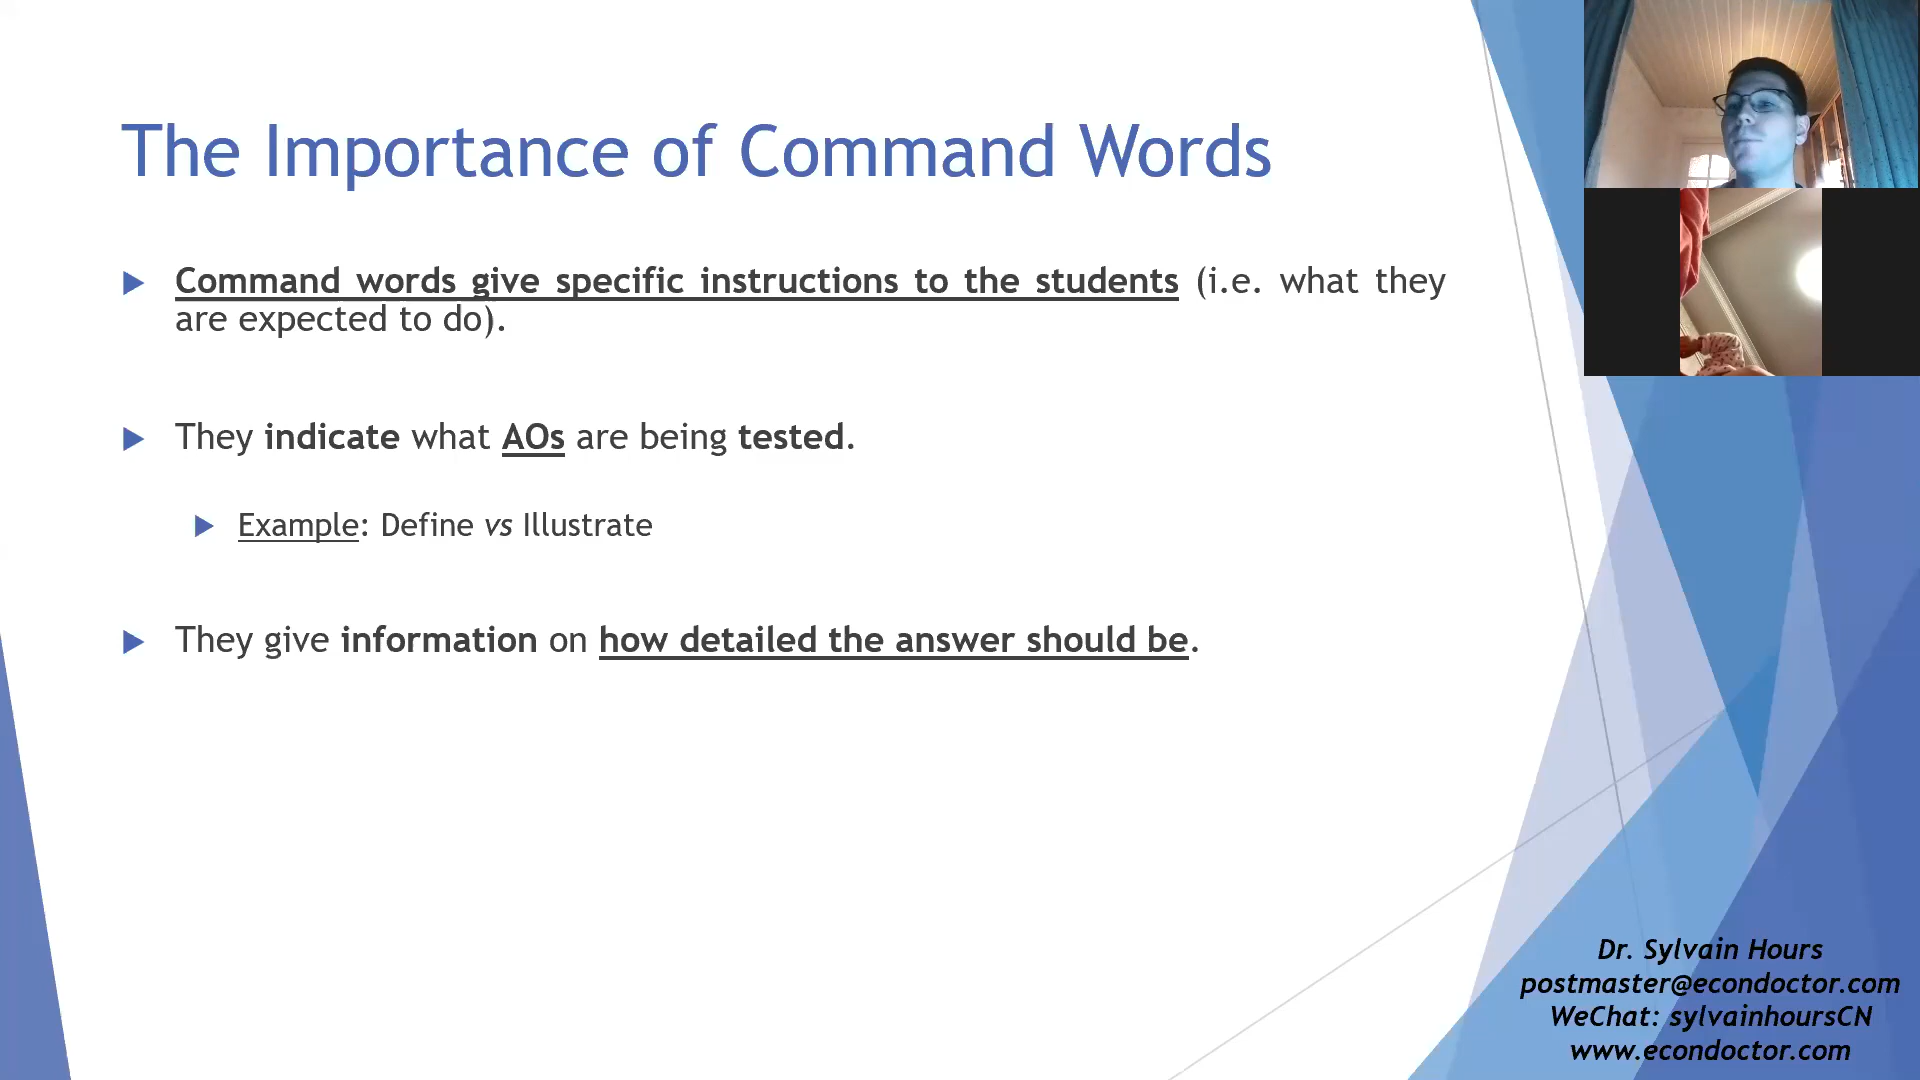 The Importance of Command Words
Command words give specific instructions to the students (i.e. what they
are expected to do).
They indicate what AOs are being tested.
Example: Define vs Illustrate
They give information on how detailed the answer should be.
Dr. Sylvain Hours
postmaster@econdoctor.com
WeChat: sylvainhoursCN
www.econdoctor.com